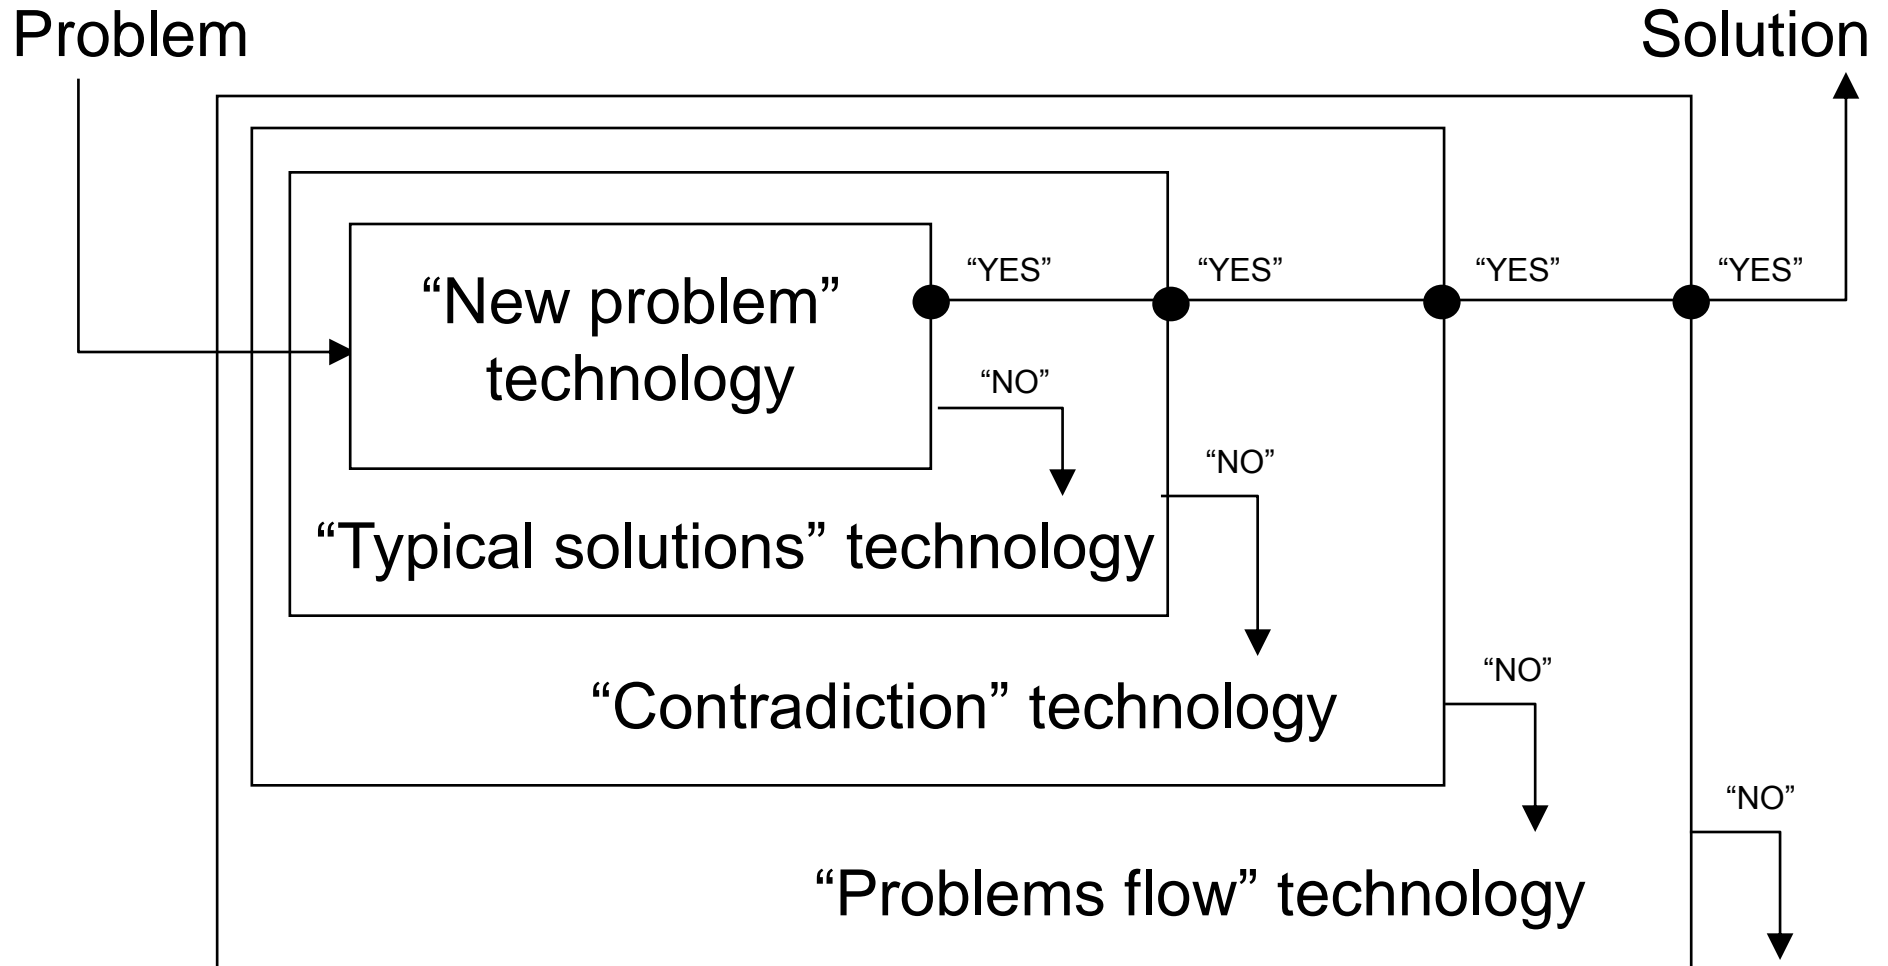 Problem
Solution
“New problem”
technology
“YES”
“YES”
“YES”
“YES”
“NO”
“NO”
“Typical solutions” technology
“NO”
“Contradiction” technology
“NO”
“Problems flow” technology